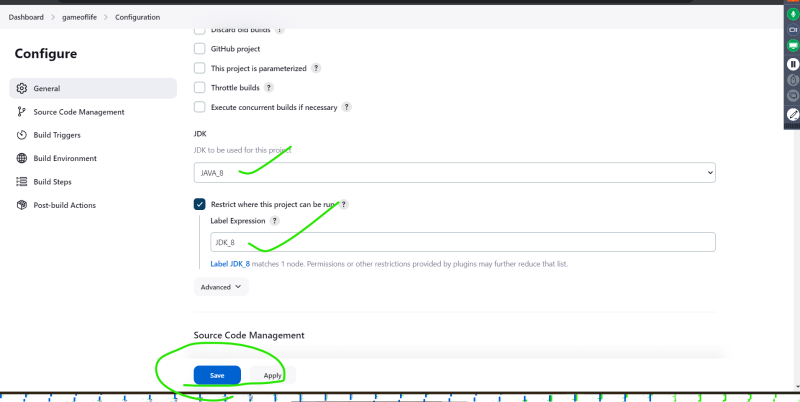 Dashboard > gameoflife > Configuration
Configure
General
Source Code Management
Build Triggers
Build Environment
Build Steps
Post-build Actions
Discard old builds ?
GitHub project
This project is parameterized ?
Throttle builds ?
Execute concurrent builds if necessary ?
JDK
JDK to be used for this project
JAVA_8
Restrict where this project can be run ?
Label Expression ?
JDK_8
Label JDK_8 matches 1 node. Permissions or other restrictions provided by plugins may further reduce that list.
Advanced
Source Code Management
Save
Apply